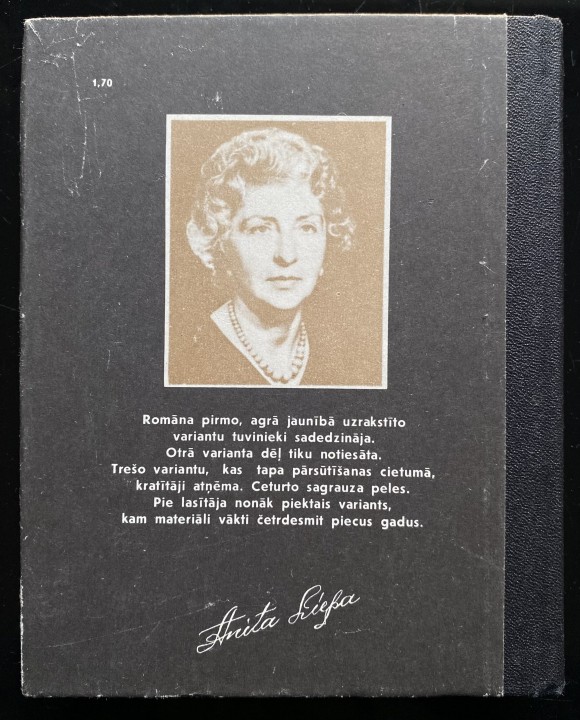 1,70
Romāna pirmo, agrā jaunībā uzrakstīto
variantu tuvinieki sadedzināja.
Otrā varianta dēļ tiku notiesāta.
Trešo variantu, kas tapa pārsūtīšanas cietumā,
kratītāji atņēma. Ceturto sagrauza peles.
Pie lasītāja nonāk piektais variants,
kam materiāli vākti četrdesmit piecus gadus.
Anita Liepa